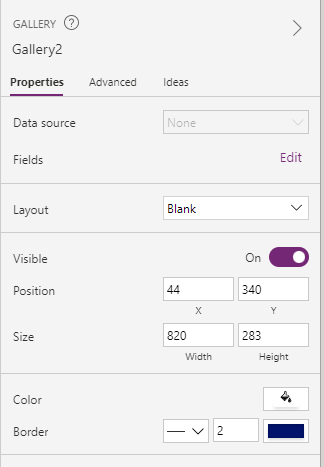 GALLERY ?
Gallery2
Properties Advanced Ideas
Data source None
Fields Edit
Layout Blank
Visible On
Position 44 340
X Y
Size 820 283
Width Height
Color
Border 2